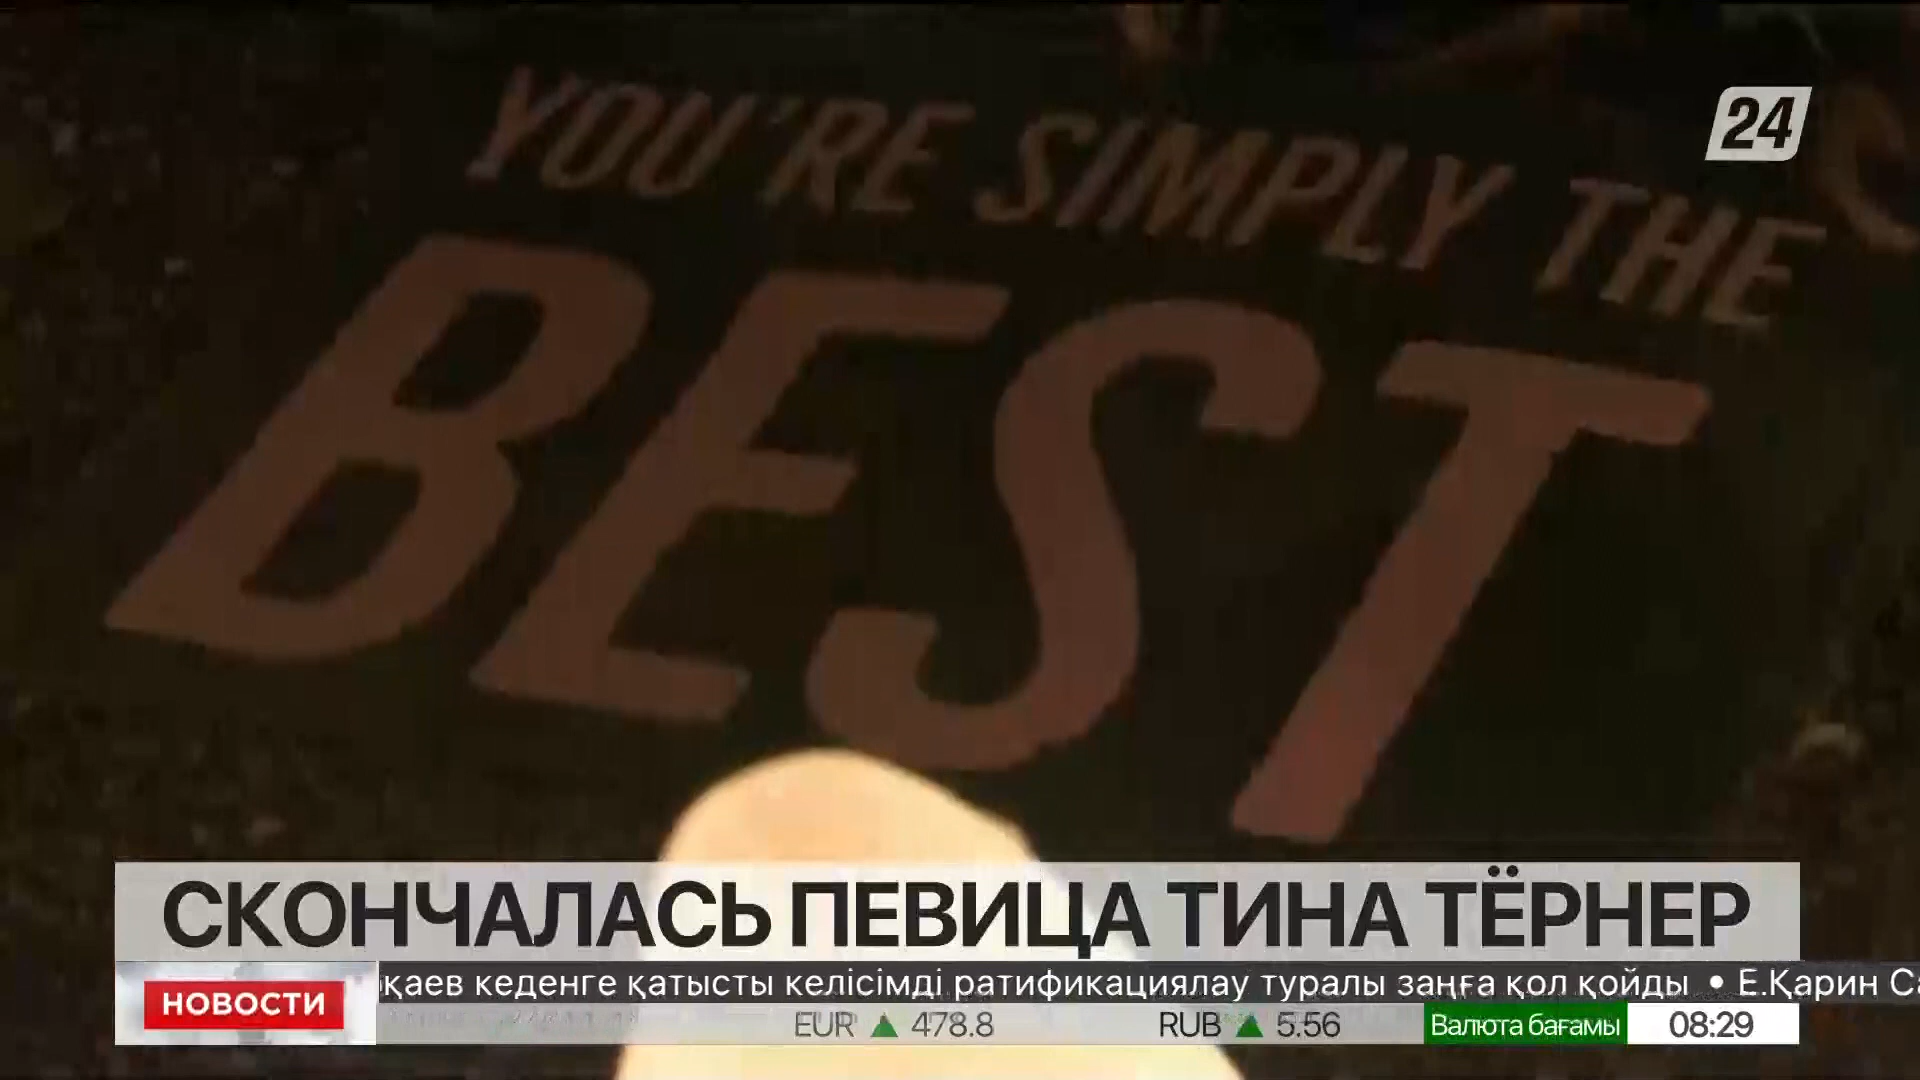 YOU'RE SIMPLY THE
BEST
24
СКОНЧАЛАСЬ ПЕВИЦА ТИНА ТЁРНЕР
НОВОСТИ
кеденге қатысты келісімді ратификациялау туралы заңға қол қойды • Е.Қарин
EUR ▲ 478.8 RUB ▲ 5.56 Валюта бағамы 08:29